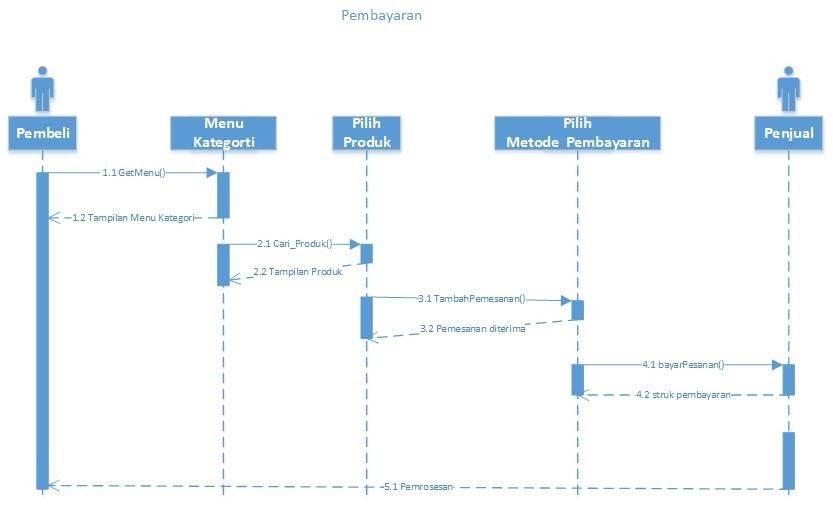 Pembayaran
Pembeli
Menu
Kategorti
Pilih
Produk
Pilih
Metode Pembayaran
Penjual
1.1 GetMenu()
1.2 Tampilan Menu Kategori
2.1 Cari_Produk()
2.2 Tampilan Produk
3.1 TambahPemesanan()
3.2 Pemesanan diterima
4.1 bayarPesanan()
4.2 struk pembayaran
5.1 Pemrosesan